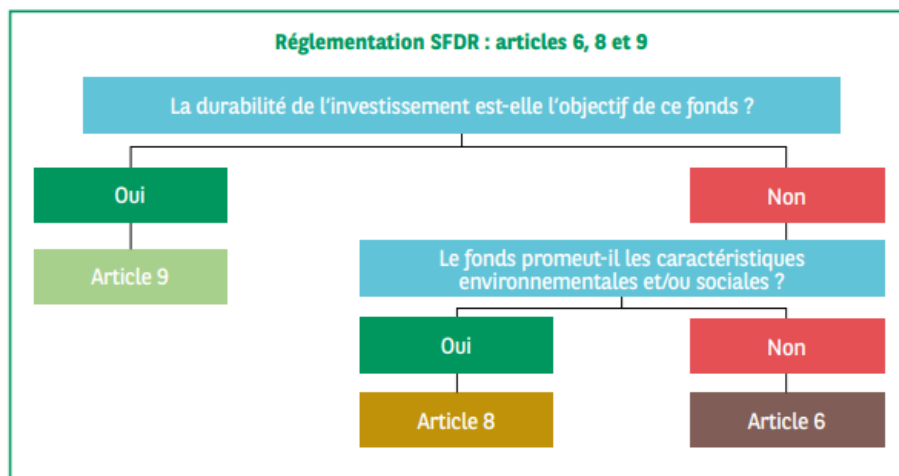 Réglementation SFDR : articles 6, 8 et 9
La durabilité de l'investissement est-elle l'objectif de ce fonds ?
Oui
Non
Article 9
Le fonds promeut-il les caractéristiques
environnementales et/ou sociales ?
Oui
Non
Article 8
Article 6